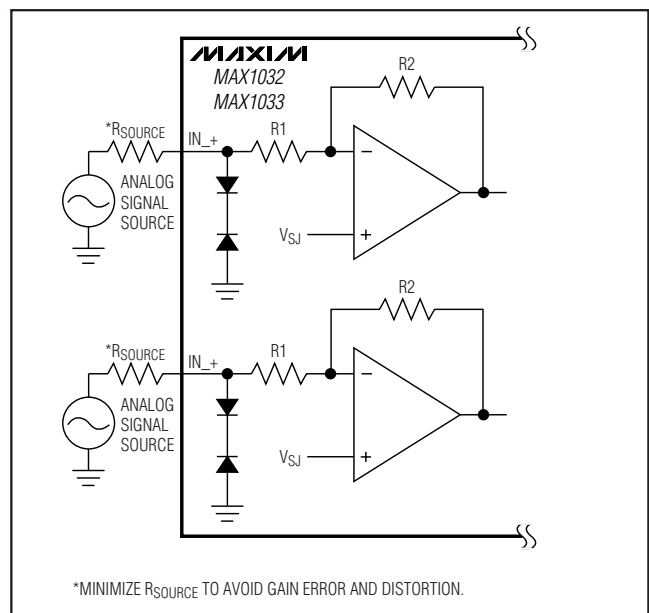 MAXIM
MAX1032
MAX1033
R2
*RSOURCE
IN_+
R1
−
+
VSJ
ANALOG
SIGNAL
SOURCE
R2
*RSOURCE
IN_+
R1
−
+
VSJ
ANALOG
SIGNAL
SOURCE
*MINIMIZE RSOURCE TO AVOID GAIN ERROR AND DISTORTION.